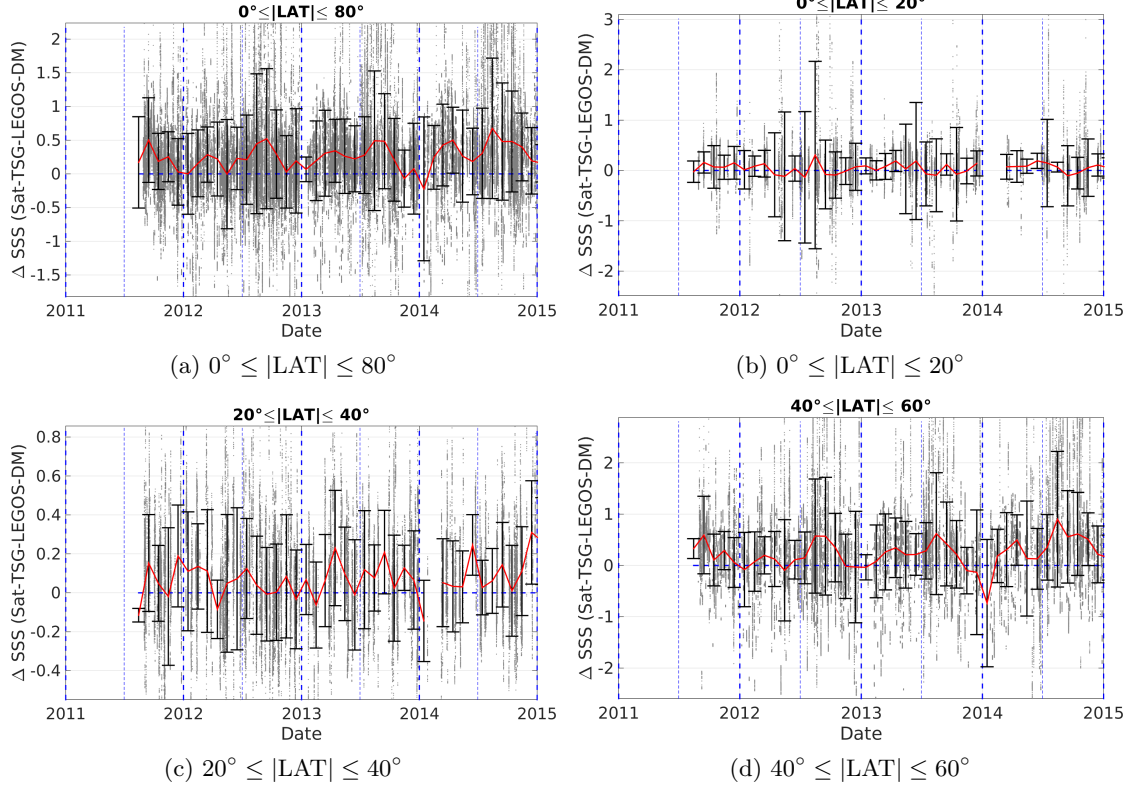 0°≤|LAT|≤ 80°
Δ SSS (Sat-TSG-LEGOS-DM)
2
1.5
1
0.5
0
-0.5
-1
-1.5
2011
2012
2013
2014
2015
Date
(a) 0° ≤ |LAT| ≤ 80°
0°≤|LAT|≤ 20°
Δ SSS (Sat-TSG-LEGOS-DM)
3
2
1
0
-1
-2
2011
2012
2013
2014
2015
Date
(b) 0° ≤ |LAT| ≤ 20°
20°≤|LAT|≤ 40°
Δ SSS (Sat-TSG-LEGOS-DM)
0.8
0.6
0.4
0.2
0
-0.2
-0.4
2011
2012
2013
2014
2015
Date
(c) 20° ≤ |LAT| ≤ 40°
40°≤|LAT|≤ 60°
Δ SSS (Sat-TSG-LEGOS-DM)
2
1
0
-1
-2
2011
2012
2013
2014
2015
Date
(d) 40° ≤ |LAT| ≤ 60°